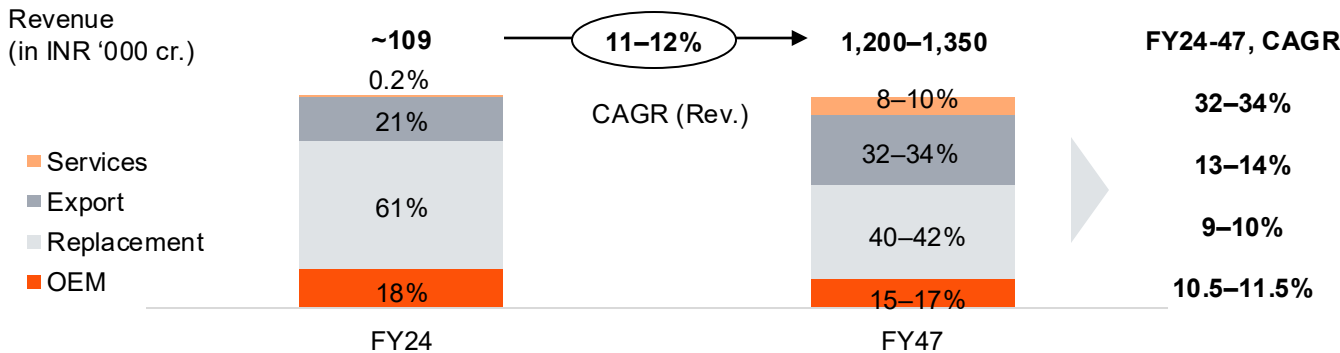 Revenue
(in INR ‘000 cr.)
~109
11–12%
1,200–1,350
FY24-47, CAGR
CAGR (Rev.)
0.2%
21%
61%
18%
8–10%
32–34%
40–42%
15–17%
32–34%
13–14%
9–10%
10.5–11.5%
Services
Export
Replacement
OEM
FY24
FY47